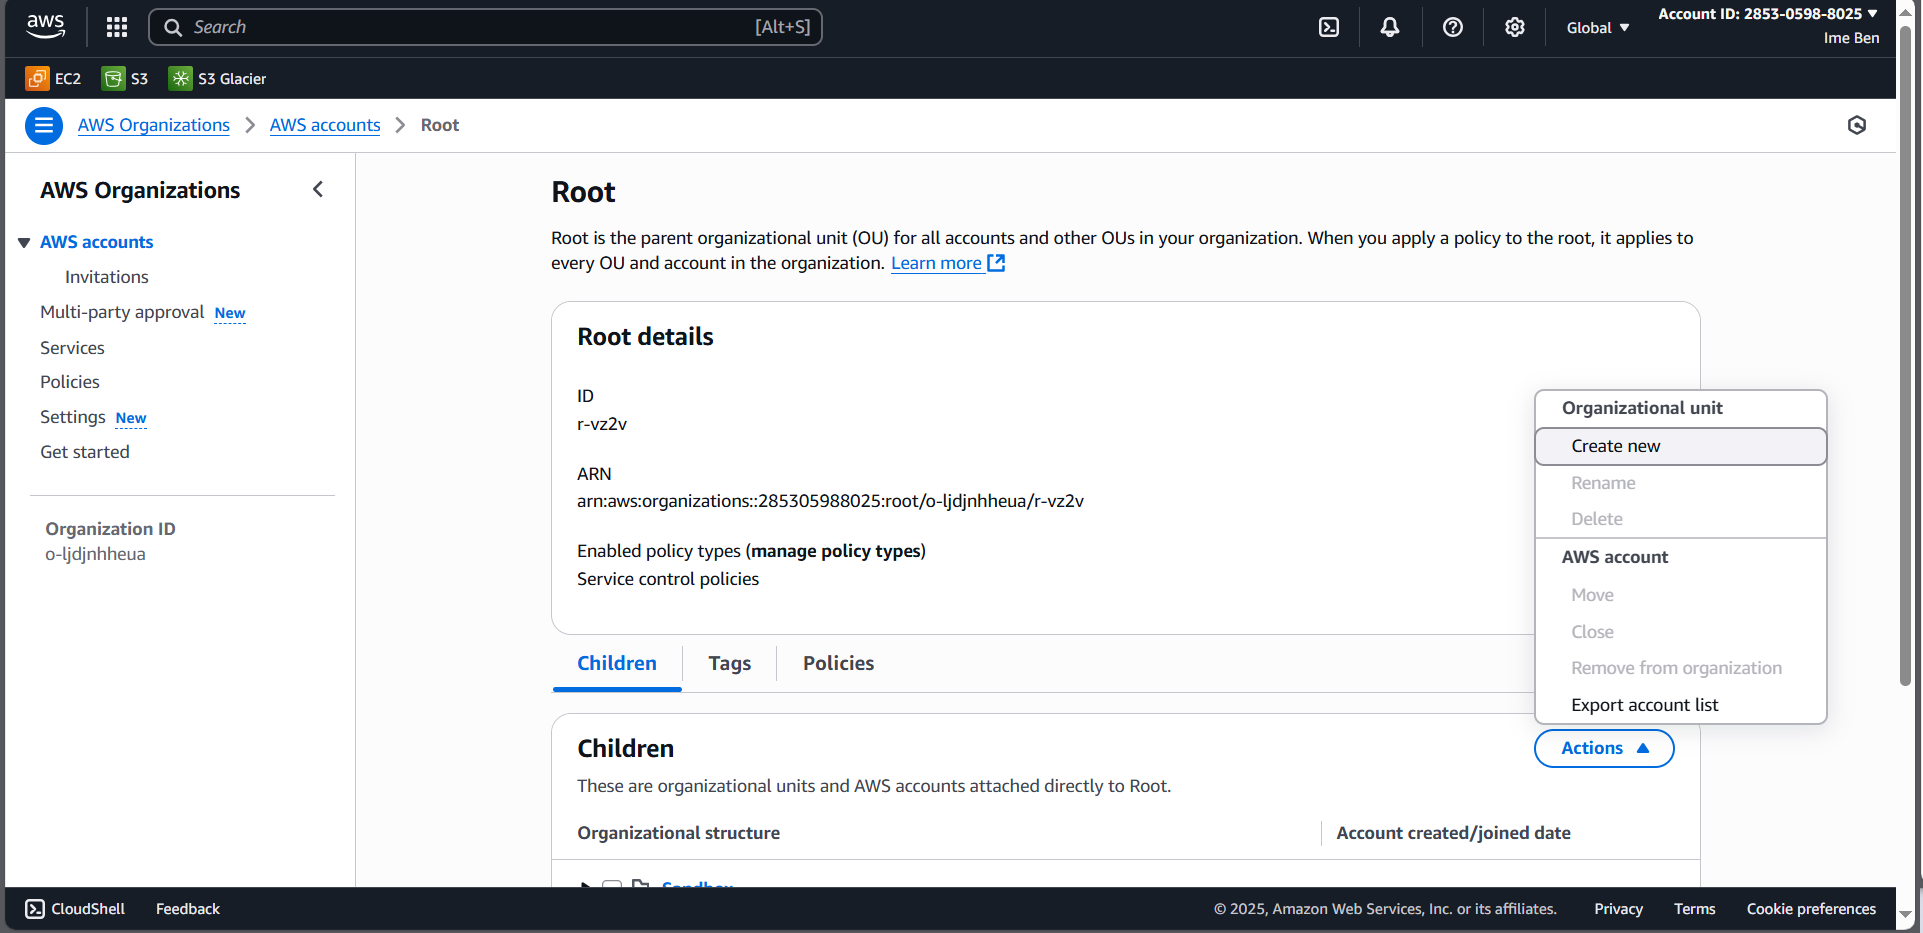 aws
Search [Alt+S]
Global
Account ID: 2853-0598-8025
Ime Ben
EC2 S3 S3 Glacier
AWS Organizations AWS accounts Root
AWS Organizations
AWS accounts
Invitations
Multi-party approval New
Services
Policies
Settings New
Get started
Organization ID
o-ljdjnhheua
Root
Root is the parent organizational unit (OU) for all accounts and other OUs in your organization. When you apply a policy to the root, it applies to
every OU and account in the organization. Learn more
Root details
ID
r-vz2v
ARN
arn:aws:organizations::285305988025:root/o-ljdjnhheua/r-vz2v
Enabled policy types (manage policy types)
Service control policies
Organizational unit
Create new
Rename
Delete
AWS account
Move
Close
Remove from organization
Export account list
Actions
Children Tags Policies
Children
These are organizational units and AWS accounts attached directly to Root.
Organizational structure Account created/joined date
Sandbox
CloudShell Feedback © 2025, Amazon Web Services, Inc. or its affiliates. Privacy Terms Cookie preferences